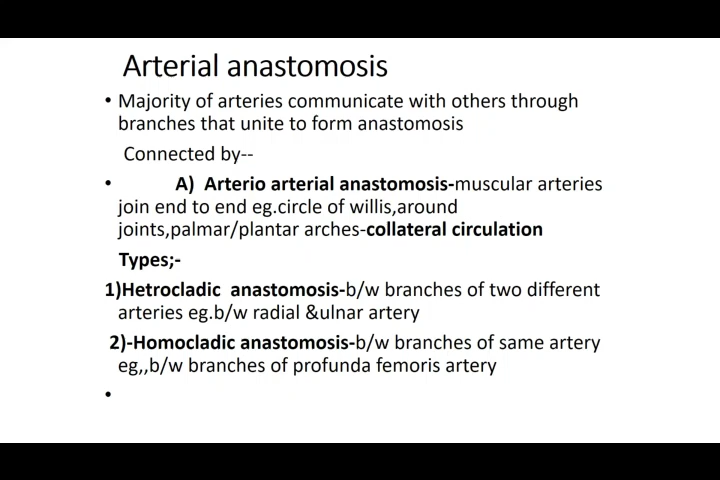 Arterial anastomosis
• Majority of arteries communicate with others through
branches that unite to form anastomosis
Connected by--
• A) Arterio arterial anastomosis-muscular arteries
join end to end eg.circle of willis,around
joints,palmar/plantar arches-collateral circulation
Types;-
1)Hetrocladic anastomosis-b/w branches of two different
arteries eg.b/w radial &ulnar artery
2)-Homocladic anastomosis-b/w branches of same artery
eg,,b/w branches of profunda femoris artery
•